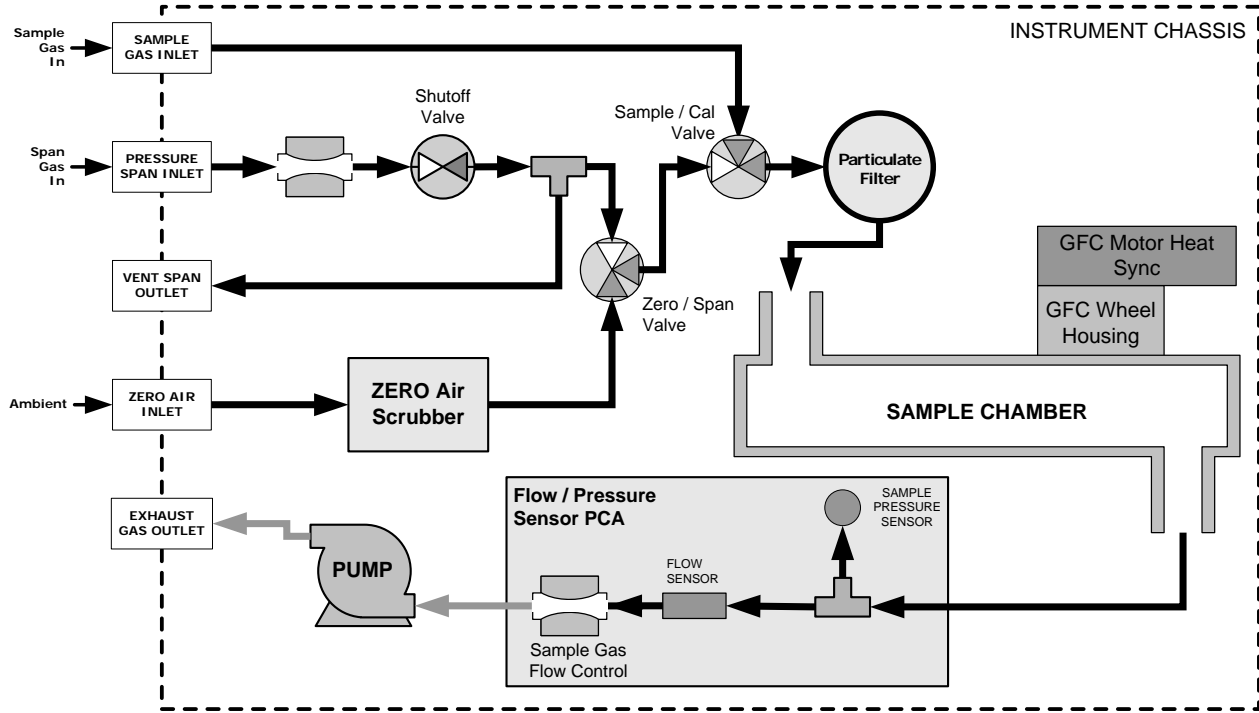 INSTRUMENT CHASSIS
Sample
Gas
In
SAMPLE
GAS INLET
Shutoff
Valve
Sample / Cal
Valve
Span
Gas
In
PRESSURE
SPAN INLET
Particulate
Filter
GFC Motor Heat
Sync
VENT SPAN
OUTLET
Zero / Span
Valve
GFC Wheel
Housing
Ambient
ZERO AIR
INLET
ZERO Air
Scrubber
SAMPLE CHAMBER
EXHAUST
GAS OUTLET
PUMP
Flow / Pressure
Sensor PCA
SAMPLE
PRESSURE
SENSOR
FLOW
SENSOR
Sample Gas
Flow Control